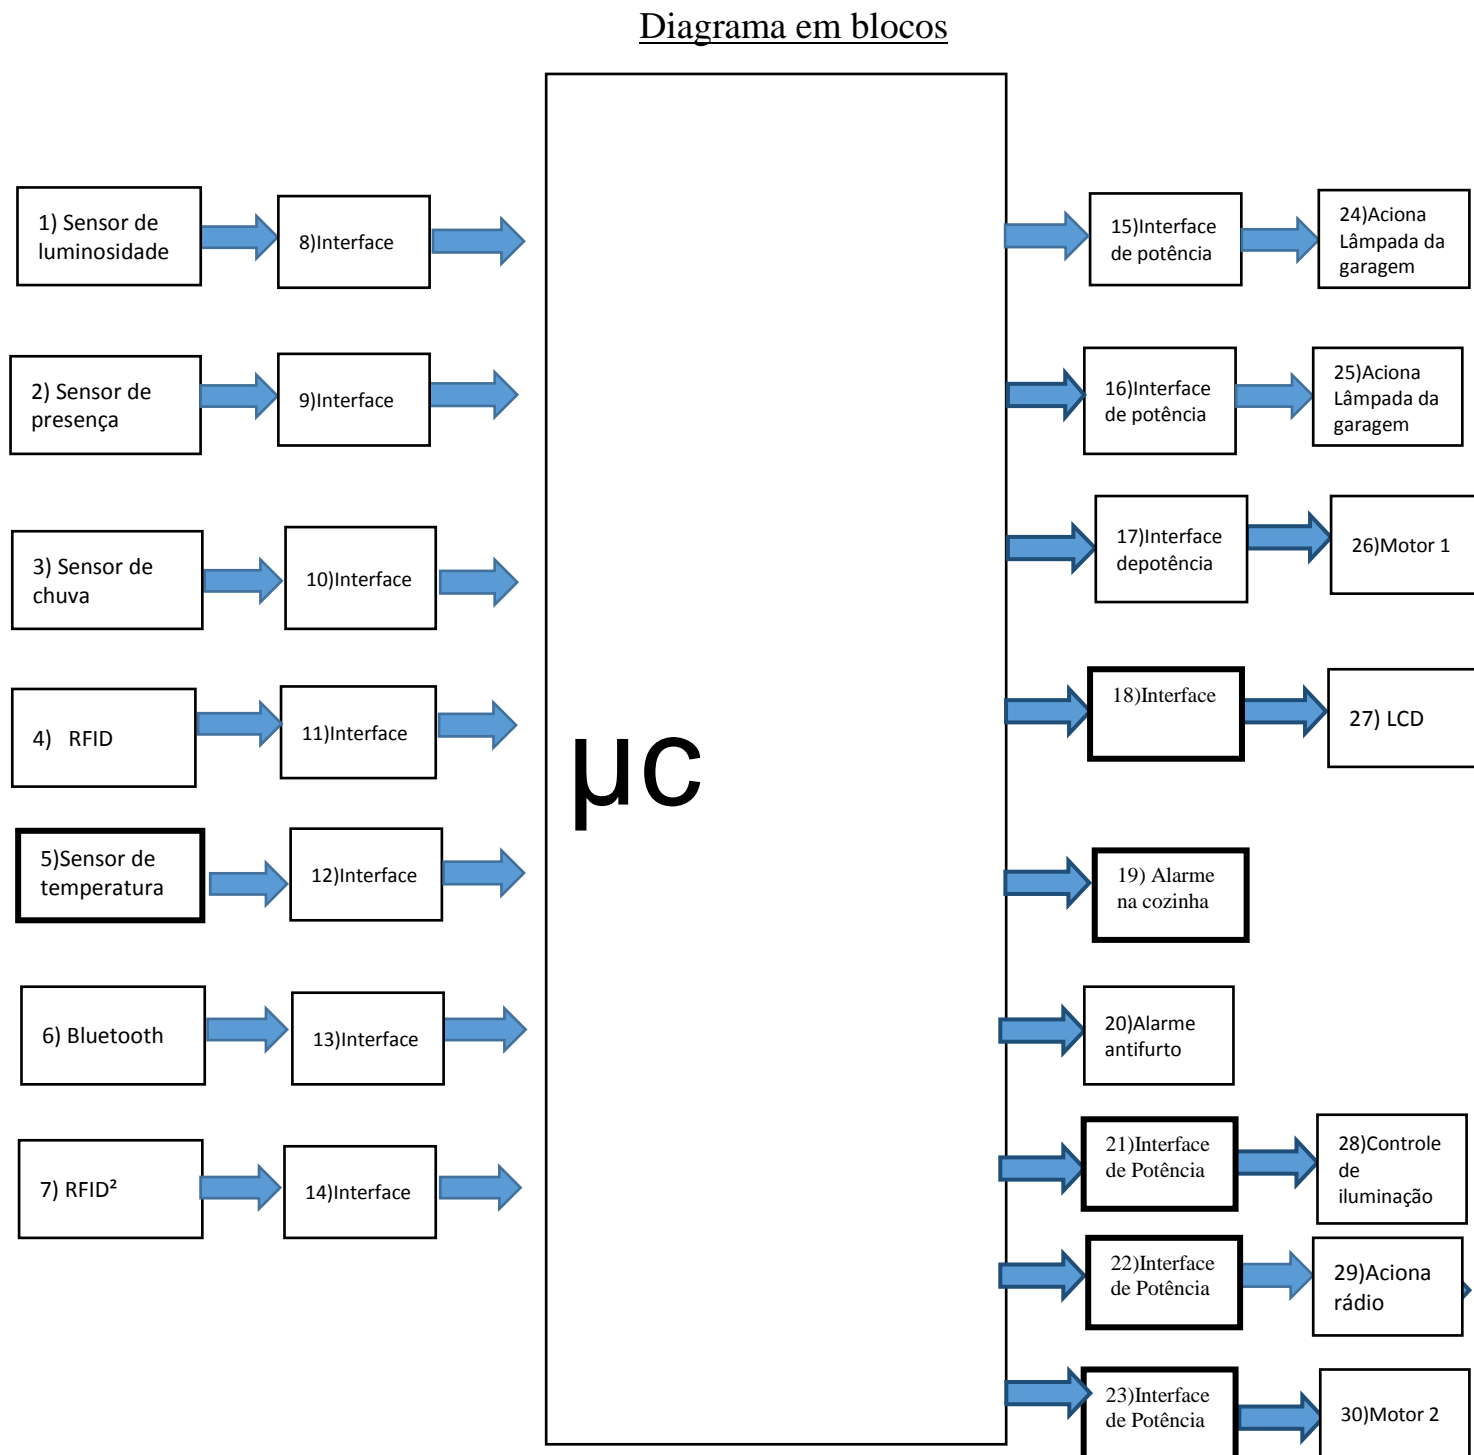 Diagrama em blocos
1) Sensor de
luminosidade
8)Interface
15)Interface
de potência
24)Aciona
Lâmpada da
garagem
2) Sensor de
presença
9)Interface
16)Interface
de potência
25)Aciona
Lâmpada da
garagem
3) Sensor de
chuva
10)Interface
17)Interface
depotência
26)Motor 1
4) RFID
11)Interface
µc
18)Interface
27) LCD
5)Sensor de
temperatura
12)Interface
19) Alarme
na cozinha
6) Bluetooth
13)Interface
20)Alarme
antifurto
7) RFID²
14)Interface
21)Interface
de Potência
28)Controle
de
iluminação
22)Interface
de Potência
29)Aciona
rádio
23)Interface
de Potência
30)Motor 2